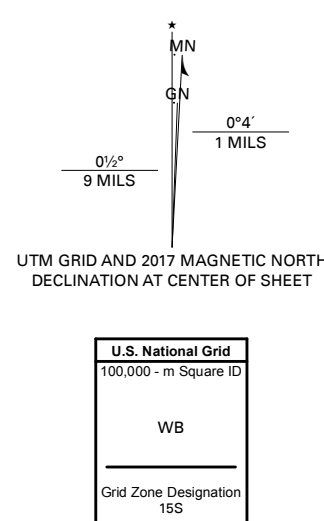 ★
MN
GN
0°4´
1 MILS
0½°
9 MILS
UTM GRID AND 2017 MAGNETIC NORTH
DECLINATION AT CENTER OF SHEET
U.S. National Grid
100,000 - m Square ID
WB
Grid Zone Designation
15S